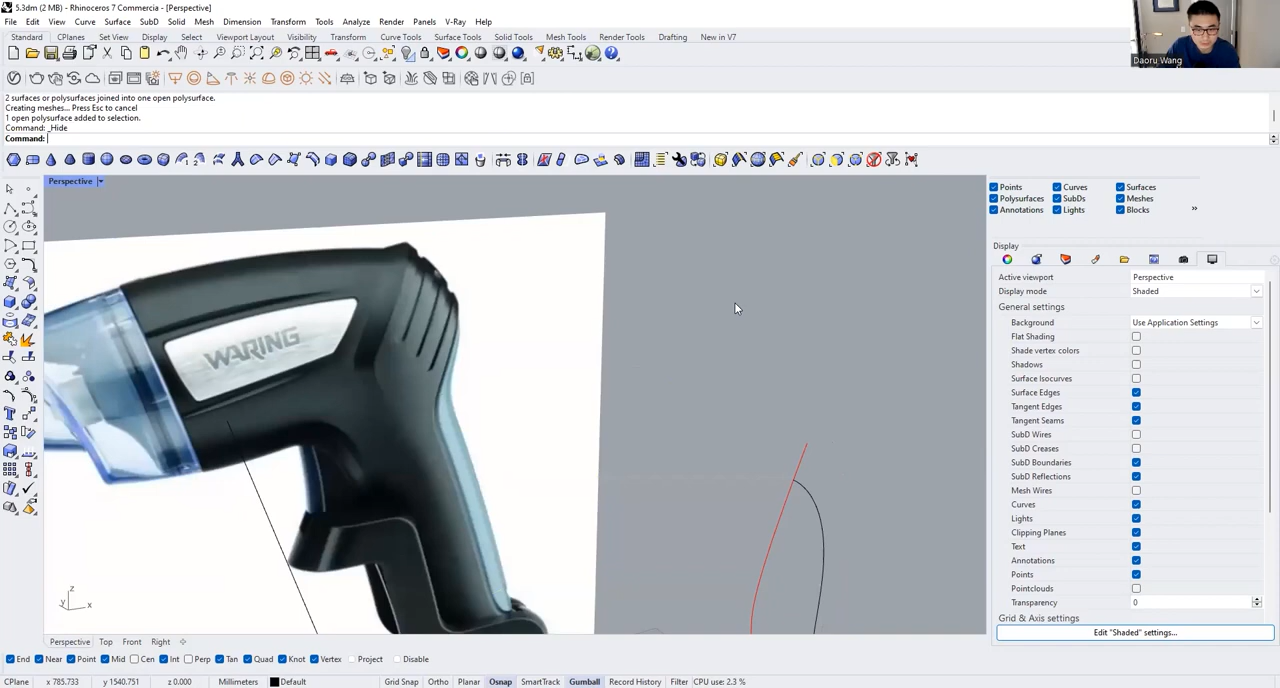 5.3dm (2 MB) - Rhinoceros 7 Commercia - [Perspective]
File Edit View Curve Surface SubD Solid Mesh Dimension Transform Tools Analyze Render Panels V-Ray Help
Standard CPlanes Set View Display Select Viewport Layout Visibility Transform Curve Tools Surface Tools Solid Tools Mesh Tools Render Tools Drafting New in V7
Daoru Wang
2 surfaces or polysurfaces joined into one open polysurface.
Creating meshes... Press Esc to cancel
1 open polysurface added to selection.
Command: _Hide
Command:
Perspective
Points Curves Surfaces
Polysurfaces SubDs Meshes
Annotations Lights Blocks »
Display
Active viewport Perspective
Display mode Shaded
General settings
Background Use Application Settings
Flat Shading
Shade vertex colors
Shadows
Surface Isocurves
Surface Edges
Tangent Edges
Tangent Seams
SubD Wires
SubD Creases
SubD Boundaries
SubD Reflections
Mesh Wires
Curves
Lights
Clipping Planes
Text
Annotations
Points
Pointclouds
Transparency 0
Grid & Axis settings
Edit "Shaded" settings...
WARING
z
y x
Perspective Top Front Right
End Near Point Mid Cen Int Perp Tan Quad Knot Vertex Project Disable
CPlane x 785.733 y 1540.751 z 0.000 Millimeters Default Grid Snap Ortho Planar Osnap SmartTrack Gumball Record History Filter CPU use: 2.3 %